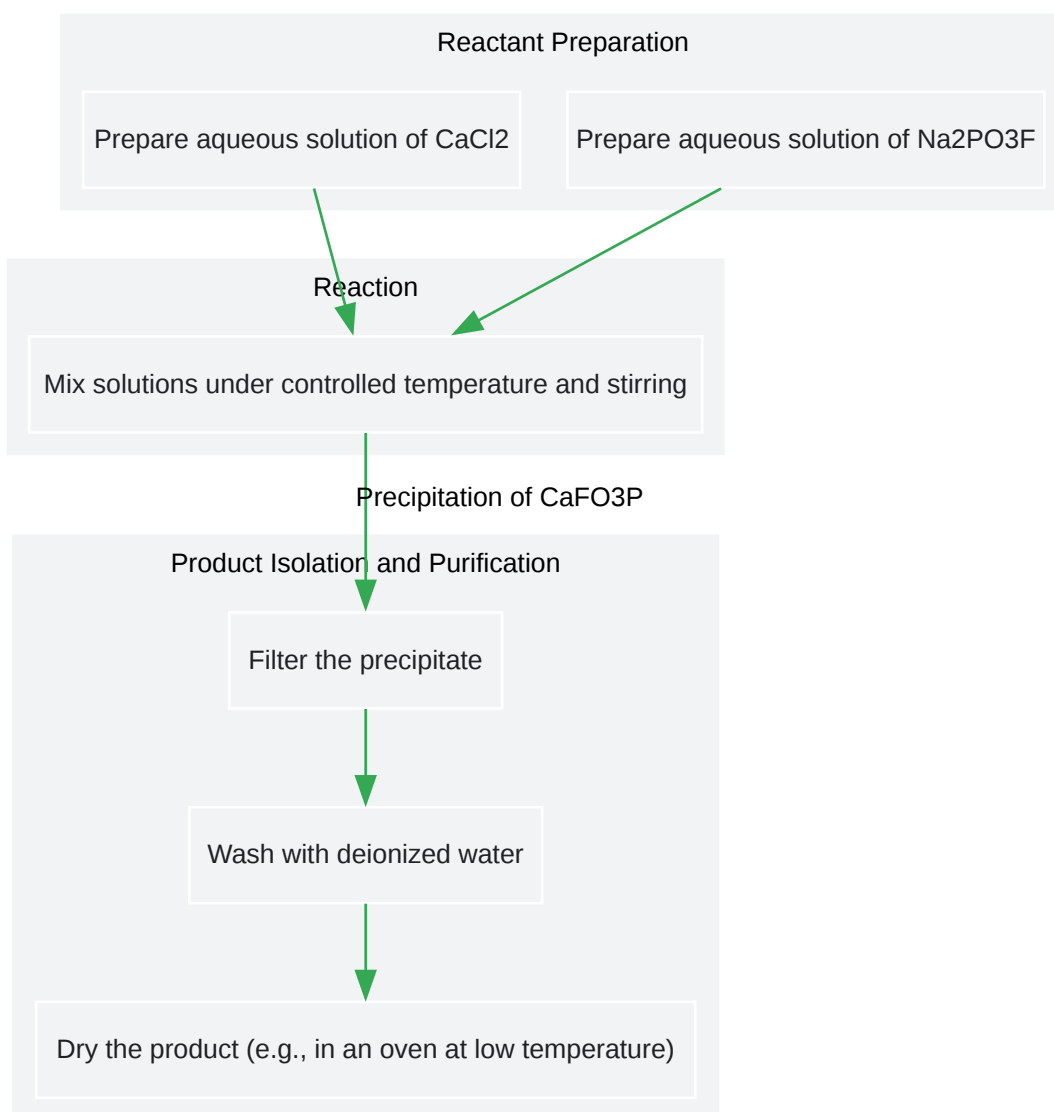 Reactant Preparation
Prepare aqueous solution of CaCl2
Prepare aqueous solution of Na2PO3F
Reaction
Mix solutions under controlled temperature and stirring
Precipitation of CaFO3P
Product Isolation and Purification
Filter the precipitate
Wash with deionized water
Dry the product (e.g., in an oven at low temperature)